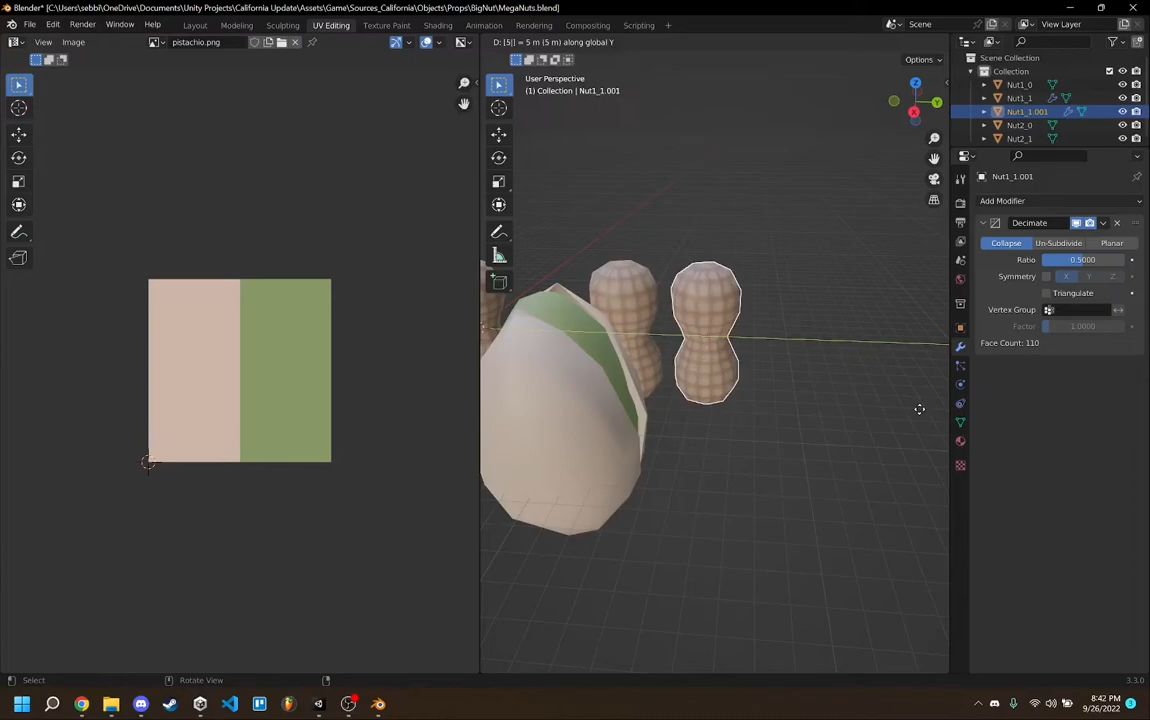 Blender* [C:\Users\sebbi\OneDrive\Documents\Unity Projects\California Update\Assets\Game\Sources_California\Objects\Props\BigNut\MegaNuts.blend]
File Edit Render Window Help Layout Modeling Sculpting UV Editing Texture Paint Shading Animation Rendering Compositing Geometry Nodes Scripting Scene View Layer
View Image pistachio.png
D: [5|] = 5 m (5 m) along global Y
Options
User Perspective
(1) Collection | Nut1_1.001
Z
Y
X
Scene Collection
Collection
Nut1_0
Nut1_1
Nut1_1.001
Nut2_0
Nut2_1
Nut1_1.001
Add Modifier
Decimate
Collapse Un-Subdivide Planar
Ratio 0.5000
Symmetry X Y Z
Triangulate
Vertex Group
Factor 1.0000
Face Count: 110
Select Rotate View 3.3.0
8:42 PM
9/26/2022
3